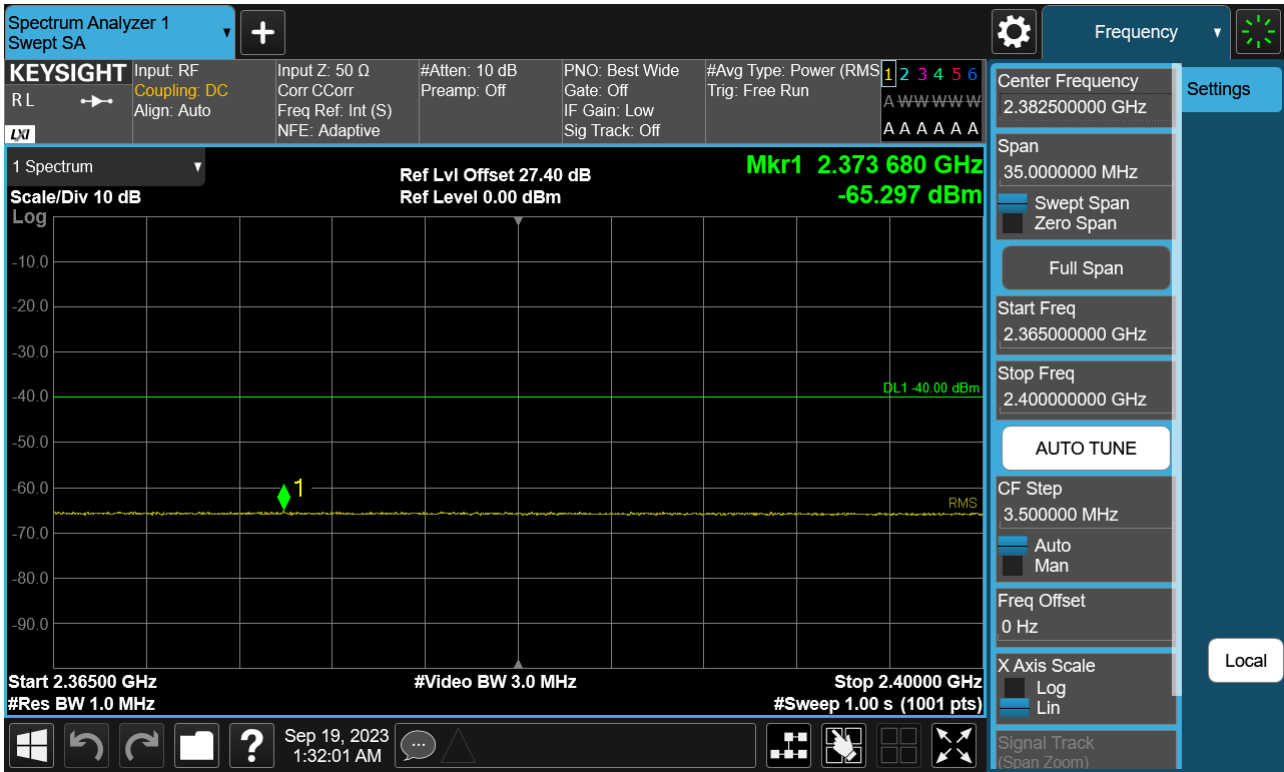 Spectrum Analyzer 1
Swept SA
+
Frequency
KEYSIGHT
R L
LXI
Input: RF
Coupling: DC
Align: Auto
Input Z: 50 Ω
Corr CCorr
Freq Ref: Int (S)
NFE: Adaptive
#Atten: 10 dB
Preamp: Off
PNO: Best Wide
Gate: Off
IF Gain: Low
Sig Track: Off
#Avg Type: Power (RMS
Trig: Free Run
1 2 3 4 5 6
A W W W W W
A A A A A A
1 Spectrum
Scale/Div 10 dB
Log
Ref Lvl Offset 27.40 dB
Ref Level 0.00 dBm
Mkr1 2.373 680 GHz
-65.297 dBm
-10.0
-20.0
-30.0
-40.0
DL1 -40.00 dBm
-50.0
-60.0
1
RMS
-70.0
-80.0
-90.0
Start 2.36500 GHz
#Video BW 3.0 MHz
Stop 2.40000 GHz
#Res BW 1.0 MHz
#Sweep 1.00 s (1001 pts)
Center Frequency
2.382500000 GHz
Settings
Span
35.0000000 MHz
Swept Span
Zero Span
Full Span
Start Freq
2.365000000 GHz
Stop Freq
2.400000000 GHz
AUTO TUNE
CF Step
3.500000 MHz
Auto
Man
Freq Offset
0 Hz
X Axis Scale
Log
Lin
Local
Signal Track
(Span Zoom)
?
Sep 19, 2023
1:32:01 AM
...